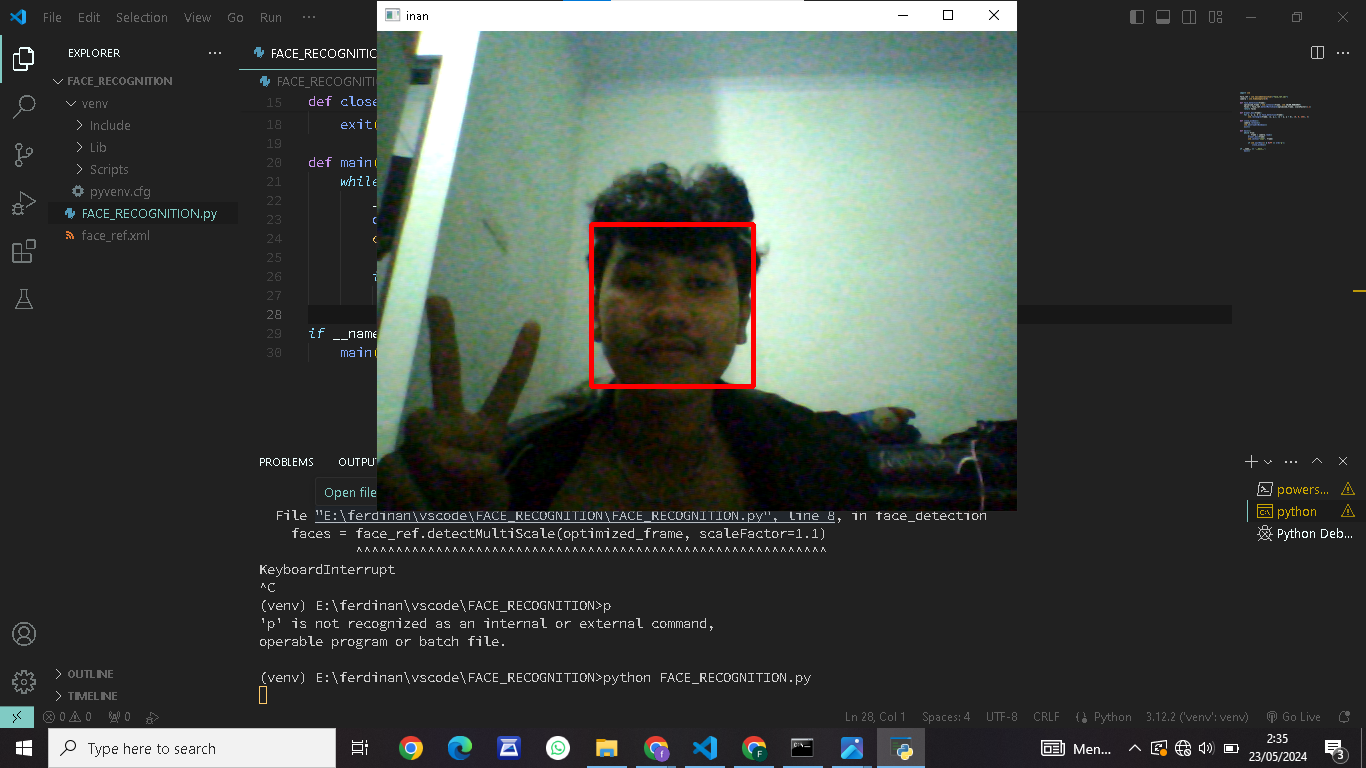 File Edit Selection View Go Run ···
inan
EXPLORER ···
FACE_RECOGNITION
venv
Include
Lib
Scripts
pyvenv.cfg
FACE_RECOGNITION.py
face_ref.xml
OUTLINE
TIMELINE
FACE_RECOGNITIO
FACE_RECOGNITI
15 def close
18 exit(
19
20 def main(
21 while
22
23
24
25
26
27
28
29 if __name
30 main(
PROBLEMS OUTPU
Open file
File "E:\ferdinan\vscode\FACE_RECOGNITION\FACE_RECOGNITION.py", line 8, in face_detection
faces = face_ref.detectMultiScale(optimized_frame, scaleFactor=1.1)
^^^^^^^^^^^^^^^^^^^^^^^^^^^^^^^^^^^^^^^^^^^^^^^^^^^^^^^^^^^
KeyboardInterrupt
^C
(venv) E:\ferdinan\vscode\FACE_RECOGNITION>p
'p' is not recognized as an internal or external command,
operable program or batch file.
(venv) E:\ferdinan\vscode\FACE_RECOGNITION>python FACE_RECOGNITION.py
powers...
python
Python Deb...
0 0 0 Ln 28, Col 1 Spaces: 4 UTF-8 CRLF Python 3.12.2 ('venv': venv) Go Live
Type here to search
Men... 2:35
23/05/2024
3